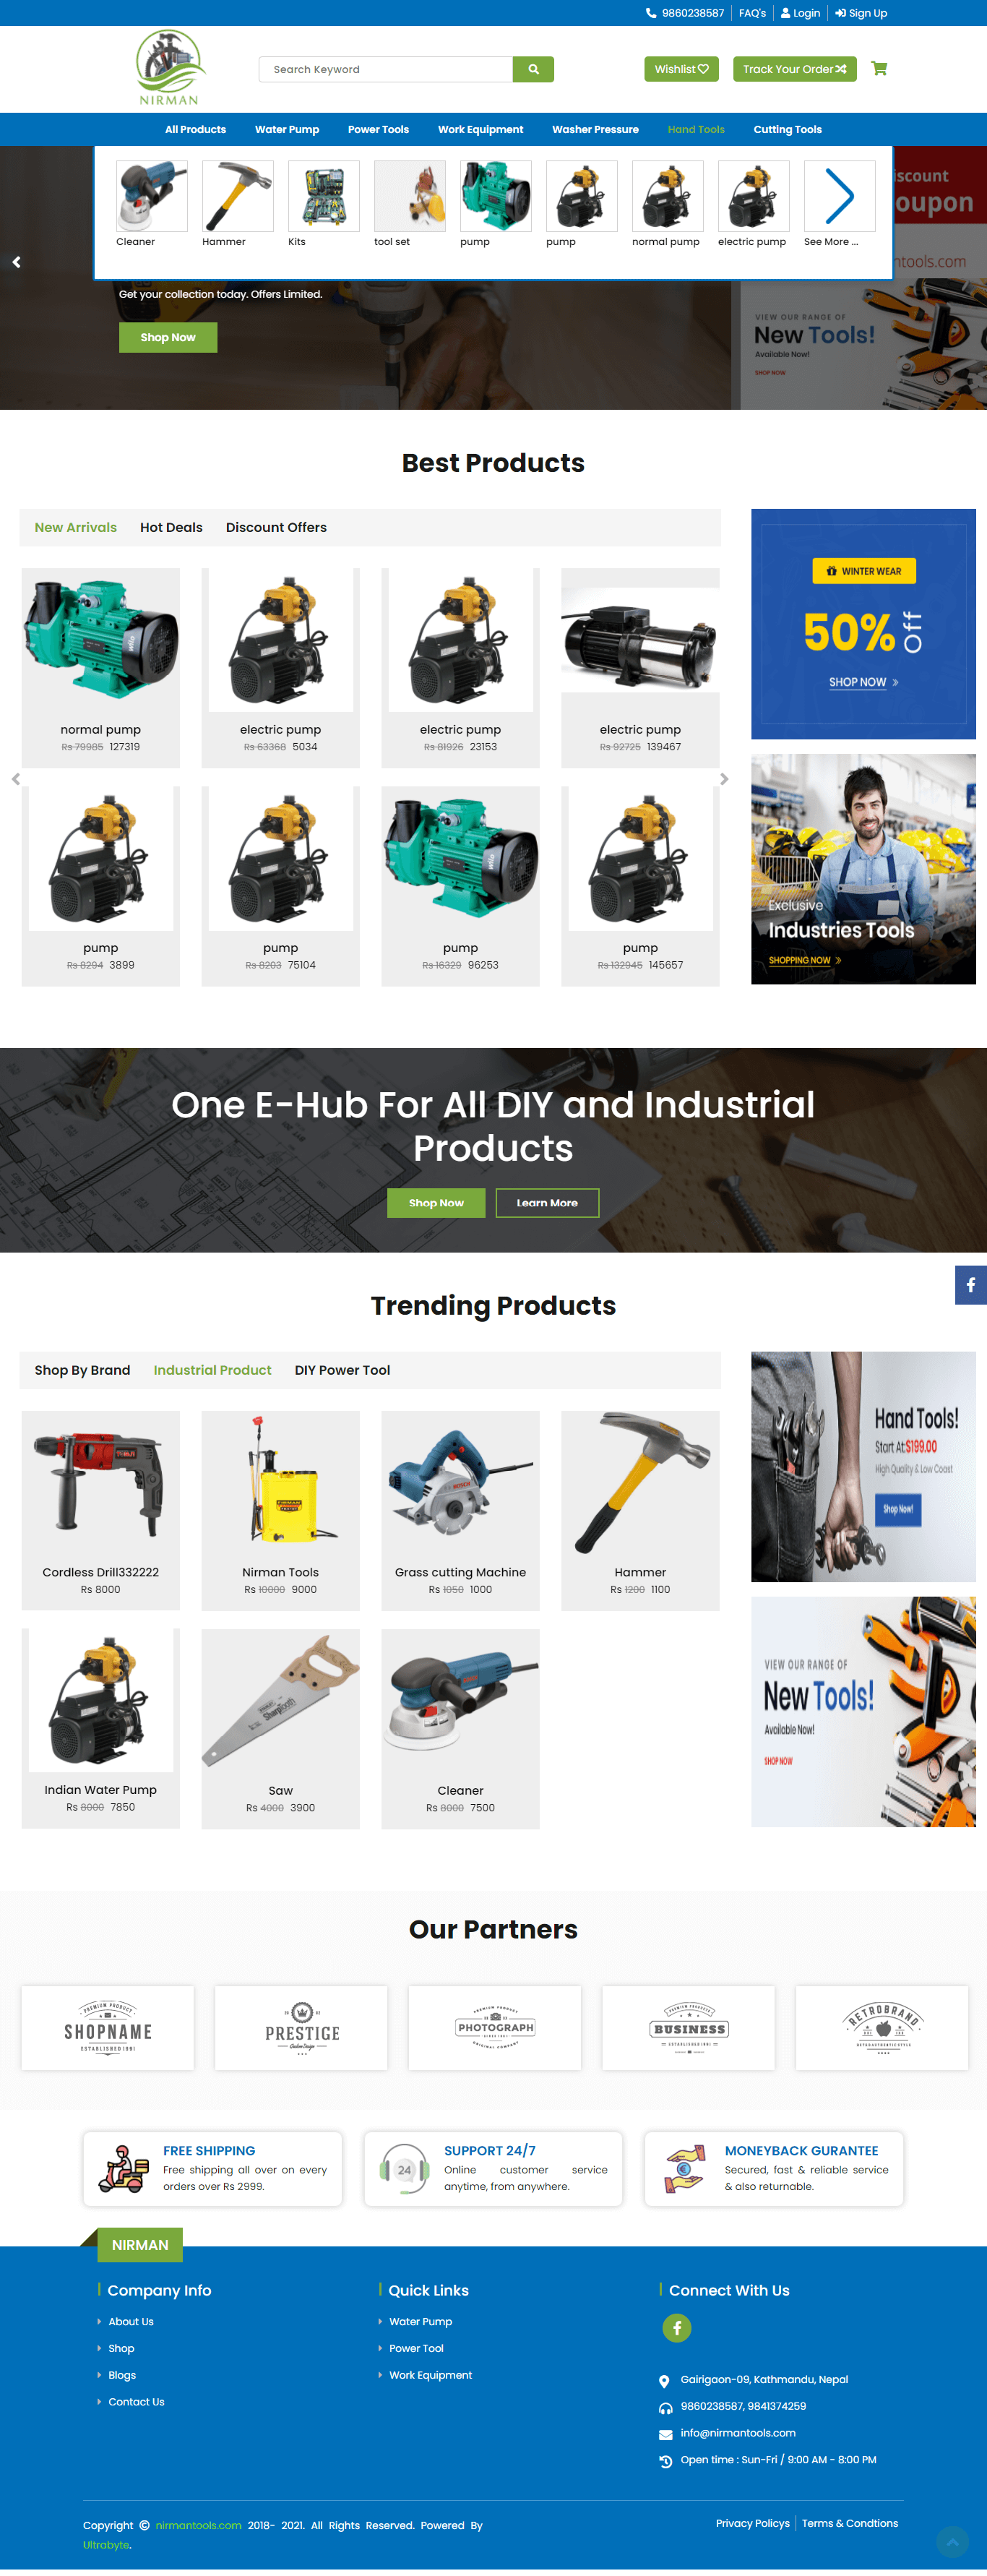 9860238587 FAQ's Login Sign Up
NIRMAN
Search Keyword
Wishlist
Track Your Order
All Products Water Pump Power Tools Work Equipment Washer Pressure Hand Tools Cutting Tools
Cleaner Hammer Kits tool set pump pump normal pump electric pump See More ...
iscount
oupon
ntools.com
Get your collection today. Offers Limited.
Shop Now
VIEW OUR RANGE OF
New Tools!
Available Now!
SHOP NOW
Best Products
New Arrivals Hot Deals Discount Offers
normal pump
Rs 79985 127319
electric pump
Rs 63368 5034
electric pump
Rs 81926 23153
electric pump
Rs 92725 139467
pump
Rs 8294 3899
pump
Rs 8203 75104
pump
Rs 16329 96253
pump
Rs 132945 145657
WINTER WEAR
50% Off
SHOP NOW
Exclusive
Industries Tools
SHOPPING NOW
One E-Hub For All DIY and Industrial
Products
Shop Now
Learn More
Trending Products
Shop By Brand Industrial Product DIY Power Tool
Cordless Drill332222
Rs 8000
Nirman Tools
Rs 10000 9000
Grass cutting Machine
Rs 1050 1000
Hammer
Rs 1200 1100
Indian Water Pump
Rs 8000 7850
Saw
Rs 4000 3900
Cleaner
Rs 8000 7500
Hand Tools!
Start At:$199.00
High Quality & Low Coast
Shop Now!
VIEW OUR RANGE OF
New Tools!
Available Now!
SHOP NOW
Our Partners
PREMIUM PRODUCT
SHOPNAME
ESTABLISHED 1991
PRESTIGE
PREMIUM PRODUCT
PHOTOGRAPH
ORIGINAL COMPANY
PREMIUM PRODUCTS
BUSINESS
RETROBRAND
FREE SHIPPING
Free shipping all over on every
orders over Rs 2999.
24
SUPPORT 24/7
Online customer service
anytime, from anywhere.
MONEYBACK GURANTEE
Secured, fast & reliable service
& also returnable.
NIRMAN
Company Info
About Us
Shop
Blogs
Contact Us
Quick Links
Water Pump
Power Tool
Work Equipment
Connect With Us
Gairigaon-09, Kathmandu, Nepal
9860238587, 9841374259
info@nirmantools.com
Open time : Sun-Fri / 9:00 AM - 8:00 PM
Copyright © nirmantools.com 2018- 2021. All Rights Reserved. Powered By
Ultrabyte.
Privacy Policys Terms & Condtions